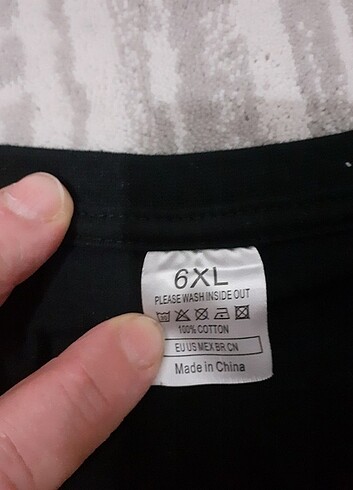 6XL
PLEASE WASH INSIDE OUT
100% COTTON
EU US MEX BR CN
Made in China